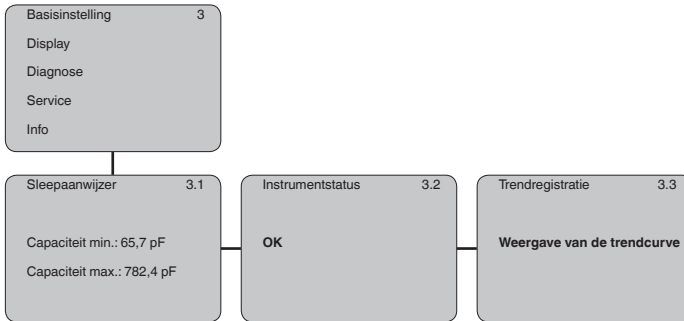 Basisinstelling 3
Display
Diagnose
Service
Info
Sleepaanwijzer 3.1
Capaciteit min.: 65,7 pF
Capaciteit max.: 782,4 pF
Instrumentstatus 3.2
OK
Trendregistratie 3.3
Weergave van de trendcurve